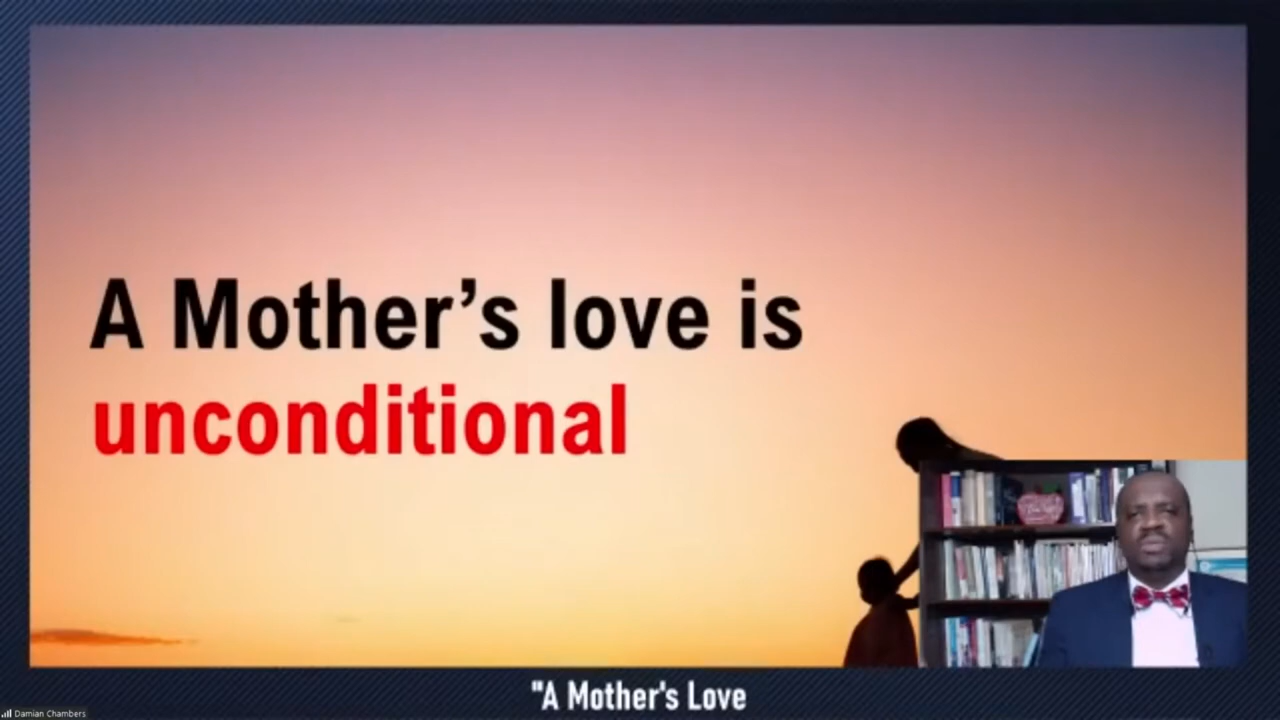 A Mother’s love is
unconditional
"A Mother's Love
Damian Chambers